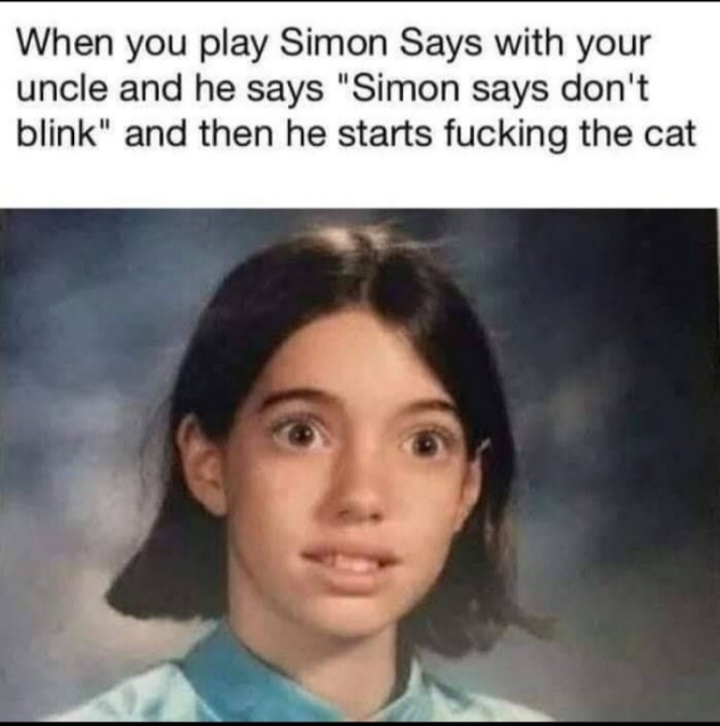 When you play Simon Says with your
uncle and he says "Simon says don't
blink" and then he starts fucking the cat